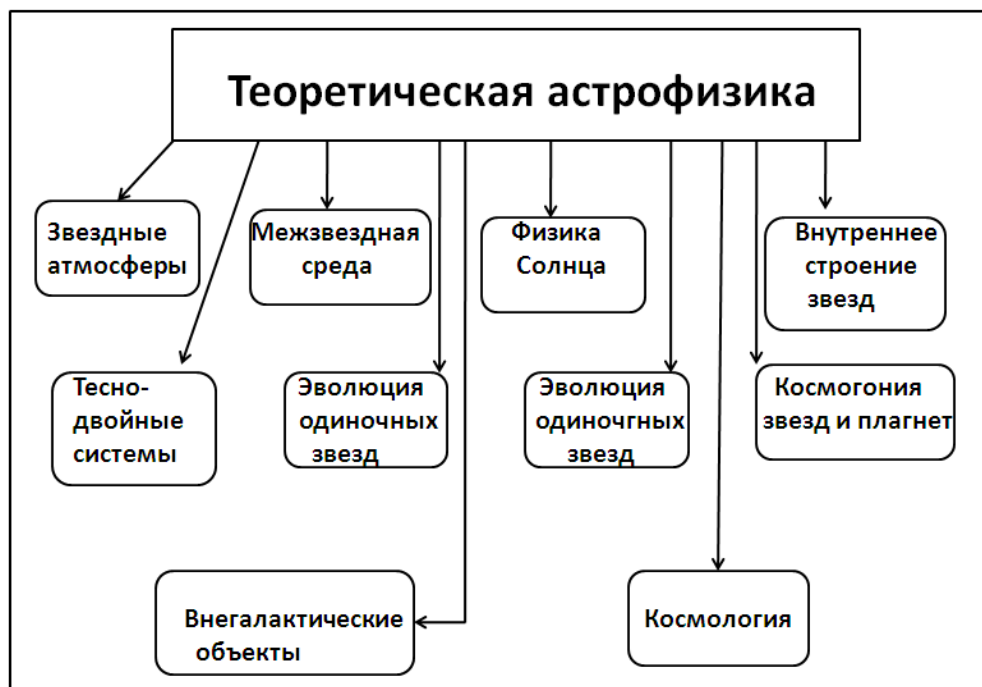 Теоретическая астрофизика
Звездные
атмосферы
Межзвездная
среда
Физика
Солнца
Внутреннее
строение
звезд
Тесно-
двойные
системы
Эволюция
одиночных
звезд
Эволюция
одиночгных
звезд
Космогония
звезд и плагнет
Внегалактические
объекты
Космология